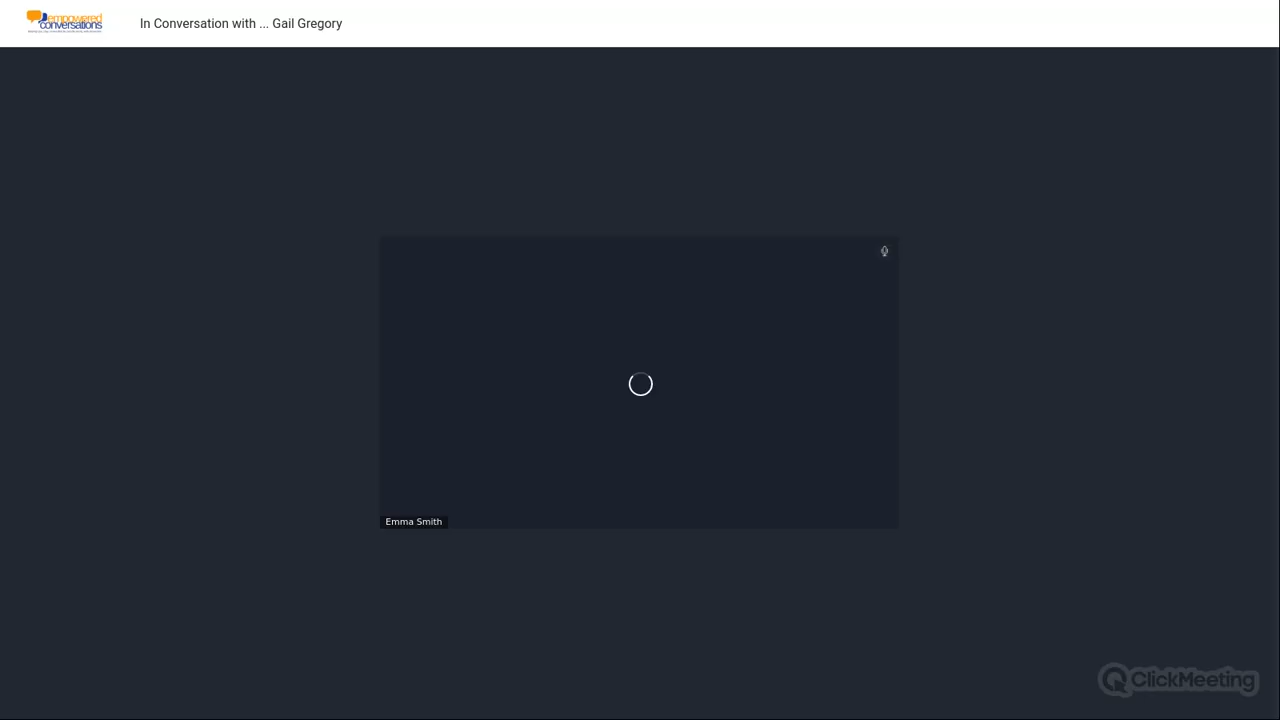 empowered
conversations
In Conversation with ... Gail Gregory
Emma Smith
ClickMeeting